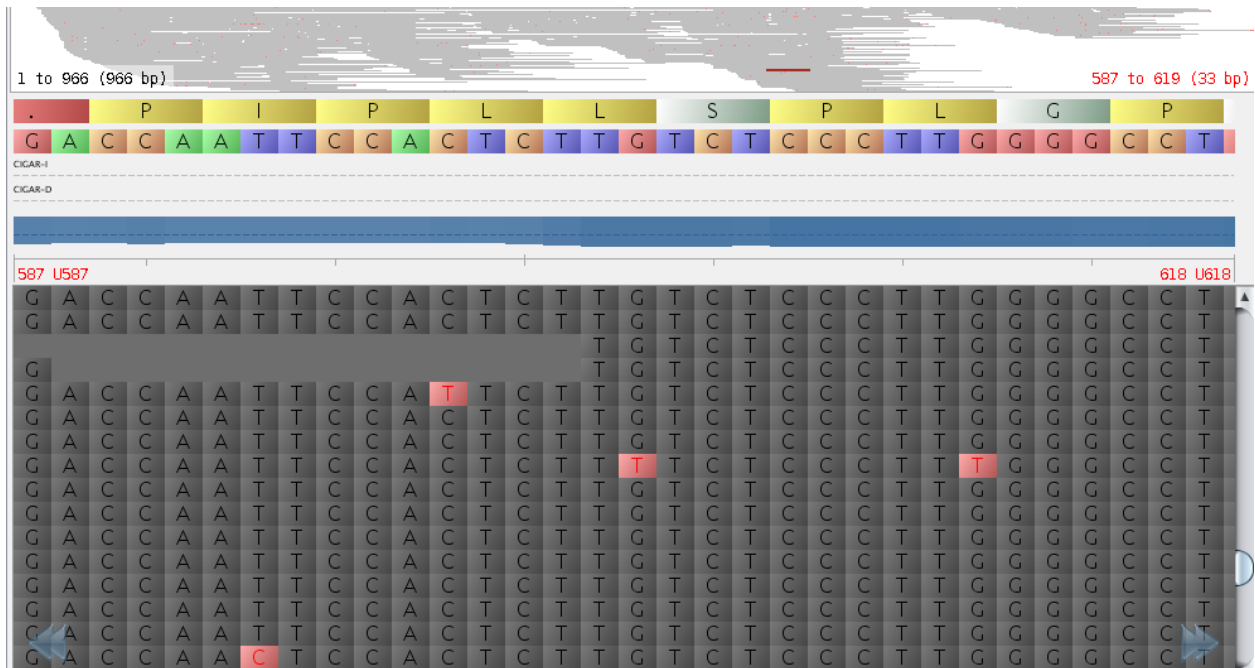 1 to 966 (966 bp)
587 to 619 (33 bp)
. P I P L L S P L G P
G A C C A A T T C C A C T C T T G T C T C C C T T G G G G C C T
CIGAR-I
CIGAR-D
587 U587
618 U618
G A C C A A T T C C A C T C T T G T C T C C C T T G G G G C C T
G A C C A A T T C C A C T C T T G T C T C C C T T G G G G C C T
T G T C T C C C T T G G G G C C T
G T G T C T C C C T T G G G G C C T
G A C C A A T T C C A T T C T T G T C T C C C T T G G G G C C T
G A C C A A T T C C A C T C T T G T C T C C C T T G G G G C C T
G A C C A A T T C C A C T C T T G T C T C C C T T G G G G C C T
G A C C A A T T C C A C T C T T T T C T C C C T T T G G G C C T
G A C C A A T T C C A C T C T T G T C T C C C T T G G G G C C T
G A C C A A T T C C A C T C T T G T C T C C C T T G G G G C C T
G A C C A A T T C C A C T C T T G T C T C C C T T G G G G C C T
G A C C A A T T C C A C T C T T G T C T C C C T T G G G G C C T
G A C C A A T T C C A C T C T T G T C T C C C T T G G G G C C T
G A C C A A T T C C A C T C T T G T C T C C C T T G G G G C C T
G A C C A A T T C C A C T C T T G T C T C C C T T G G G G C C T
G A C C A A C T C C A C T C T T G T C T C C C T T G G G G C C T